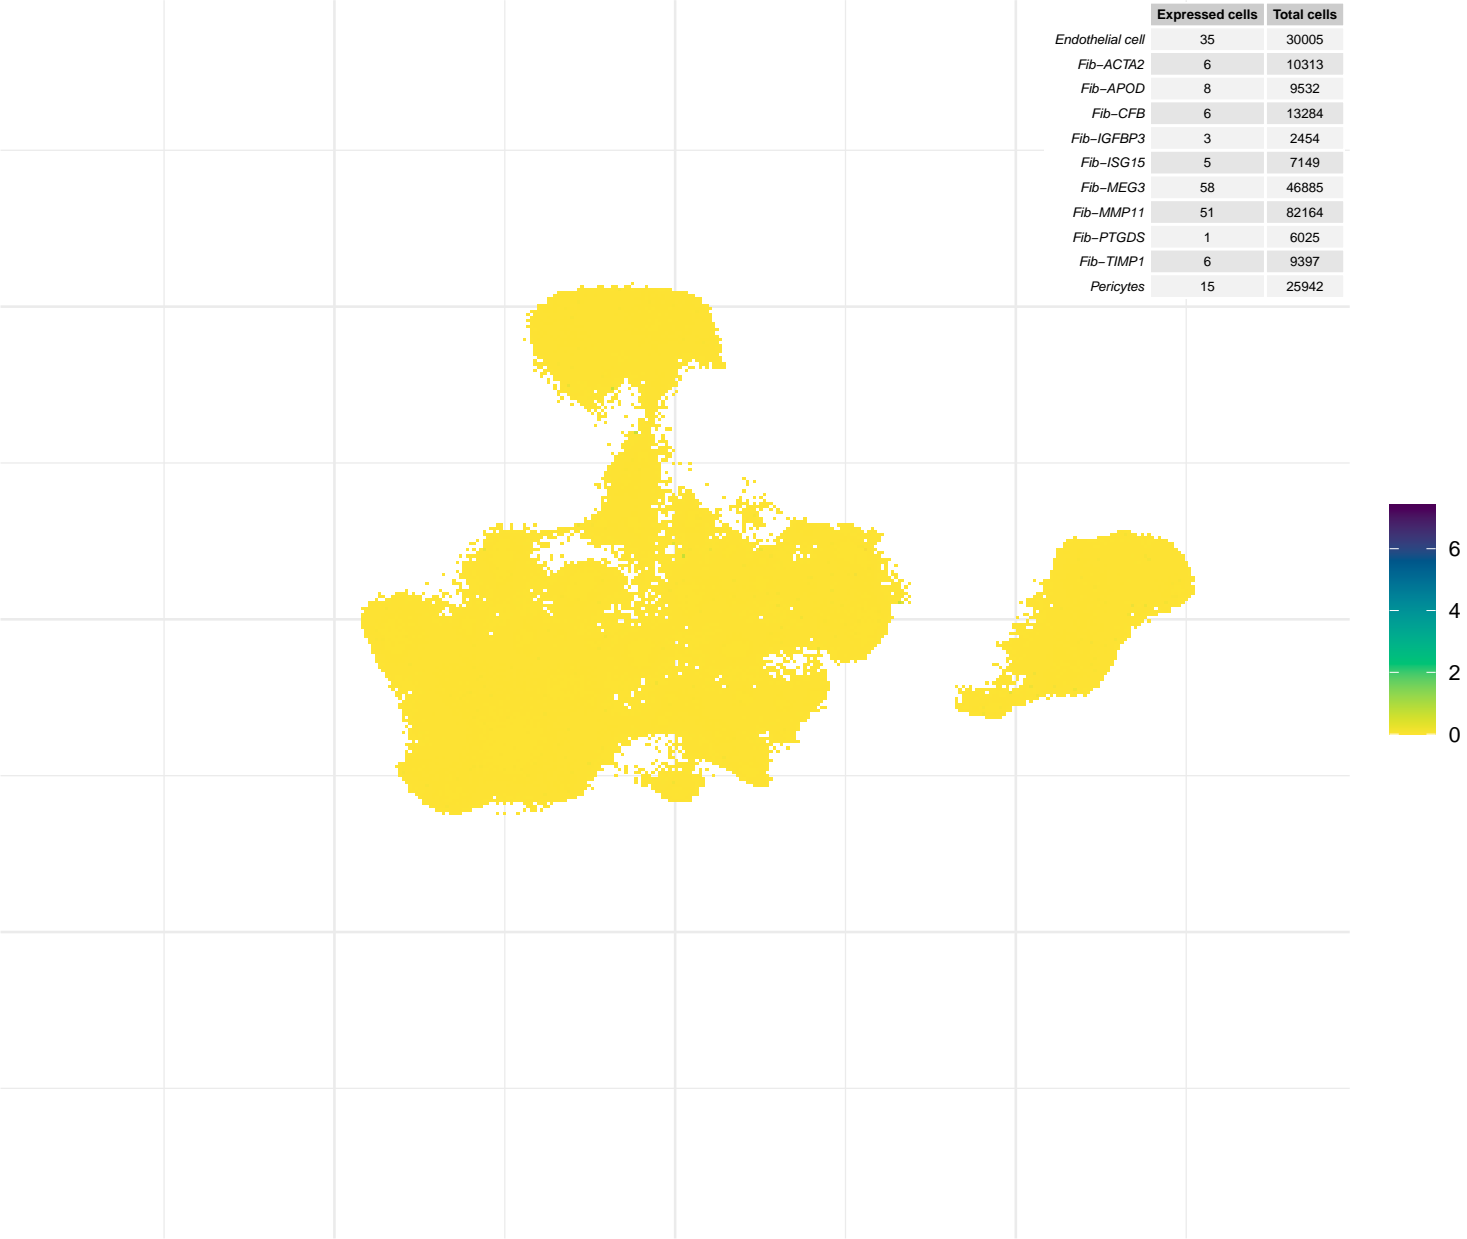 Expressed cells Total cells
Endothelial cell 35 30005
Fib−ACTA2 6 10313
Fib−APOD 8 9532
Fib−CFB 6 13284
Fib−IGFBP3 3 2454
Fib−ISG15 5 7149
Fib−MEG3 58 46885
Fib−MMP11 51 82164
Fib−PTGDS 1 6025
Fib−TIMP1 6 9397
Pericytes 15 25942
6
4
2
0